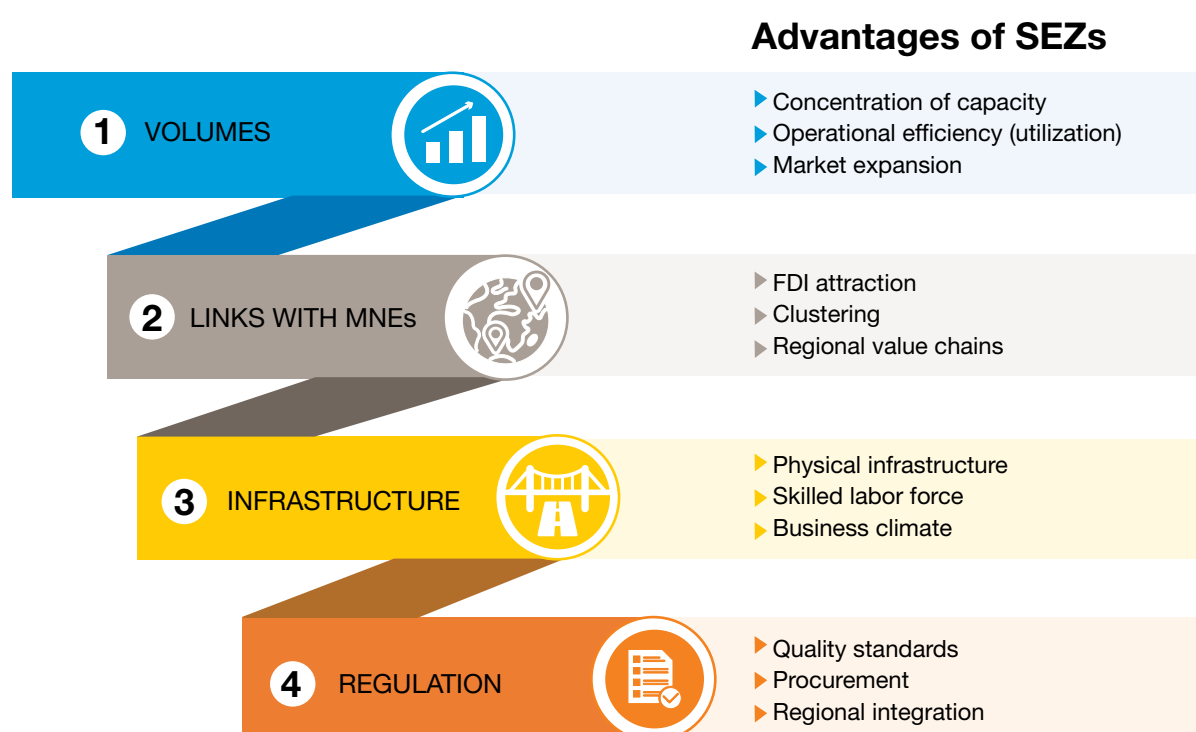 Advantages of SEZs
1 VOLUMES
Concentration of capacity
Operational efficiency (utilization)
Market expansion
2 LINKS WITH MNEs
FDI attraction
Clustering
Regional value chains
3 INFRASTRUCTURE
Physical infrastructure
Skilled labor force
Business climate
4 REGULATION
Quality standards
Procurement
Regional integration